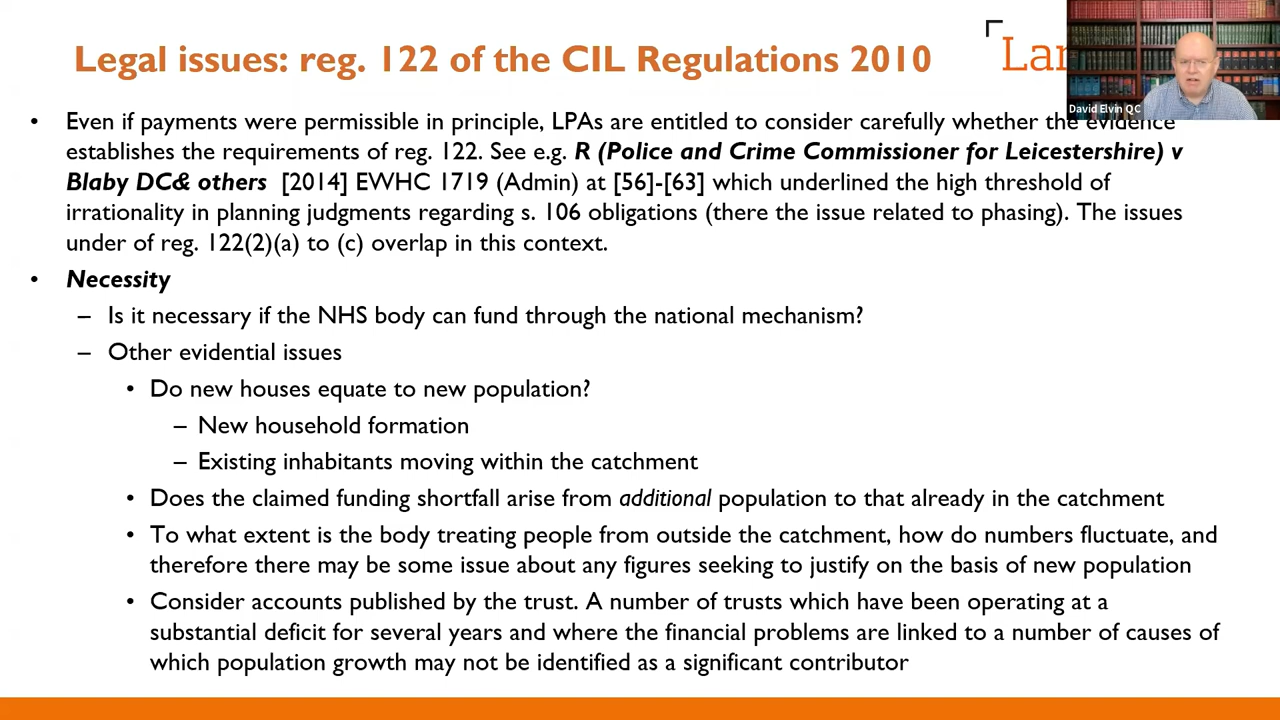 Legal issues: reg. 122 of the CIL Regulations 2010
Lan
David Elvin QC
• Even if payments were permissible in principle, LPAs are entitled to consider carefully whether the evidence
establishes the requirements of reg. 122. See e.g. R (Police and Crime Commissioner for Leicestershire) v
Blaby DC& others [2014] EWHC 1719 (Admin) at [56]-[63] which underlined the high threshold of
irrationality in planning judgments regarding s. 106 obligations (there the issue related to phasing). The issues
under of reg. 122(2)(a) to (c) overlap in this context.
• Necessity
– Is it necessary if the NHS body can fund through the national mechanism?
– Other evidential issues
• Do new houses equate to new population?
– New household formation
– Existing inhabitants moving within the catchment
• Does the claimed funding shortfall arise from additional population to that already in the catchment
• To what extent is the body treating people from outside the catchment, how do numbers fluctuate, and
therefore there may be some issue about any figures seeking to justify on the basis of new population
• Consider accounts published by the trust. A number of trusts which have been operating at a
substantial deficit for several years and where the financial problems are linked to a number of causes of
which population growth may not be identified as a significant contributor